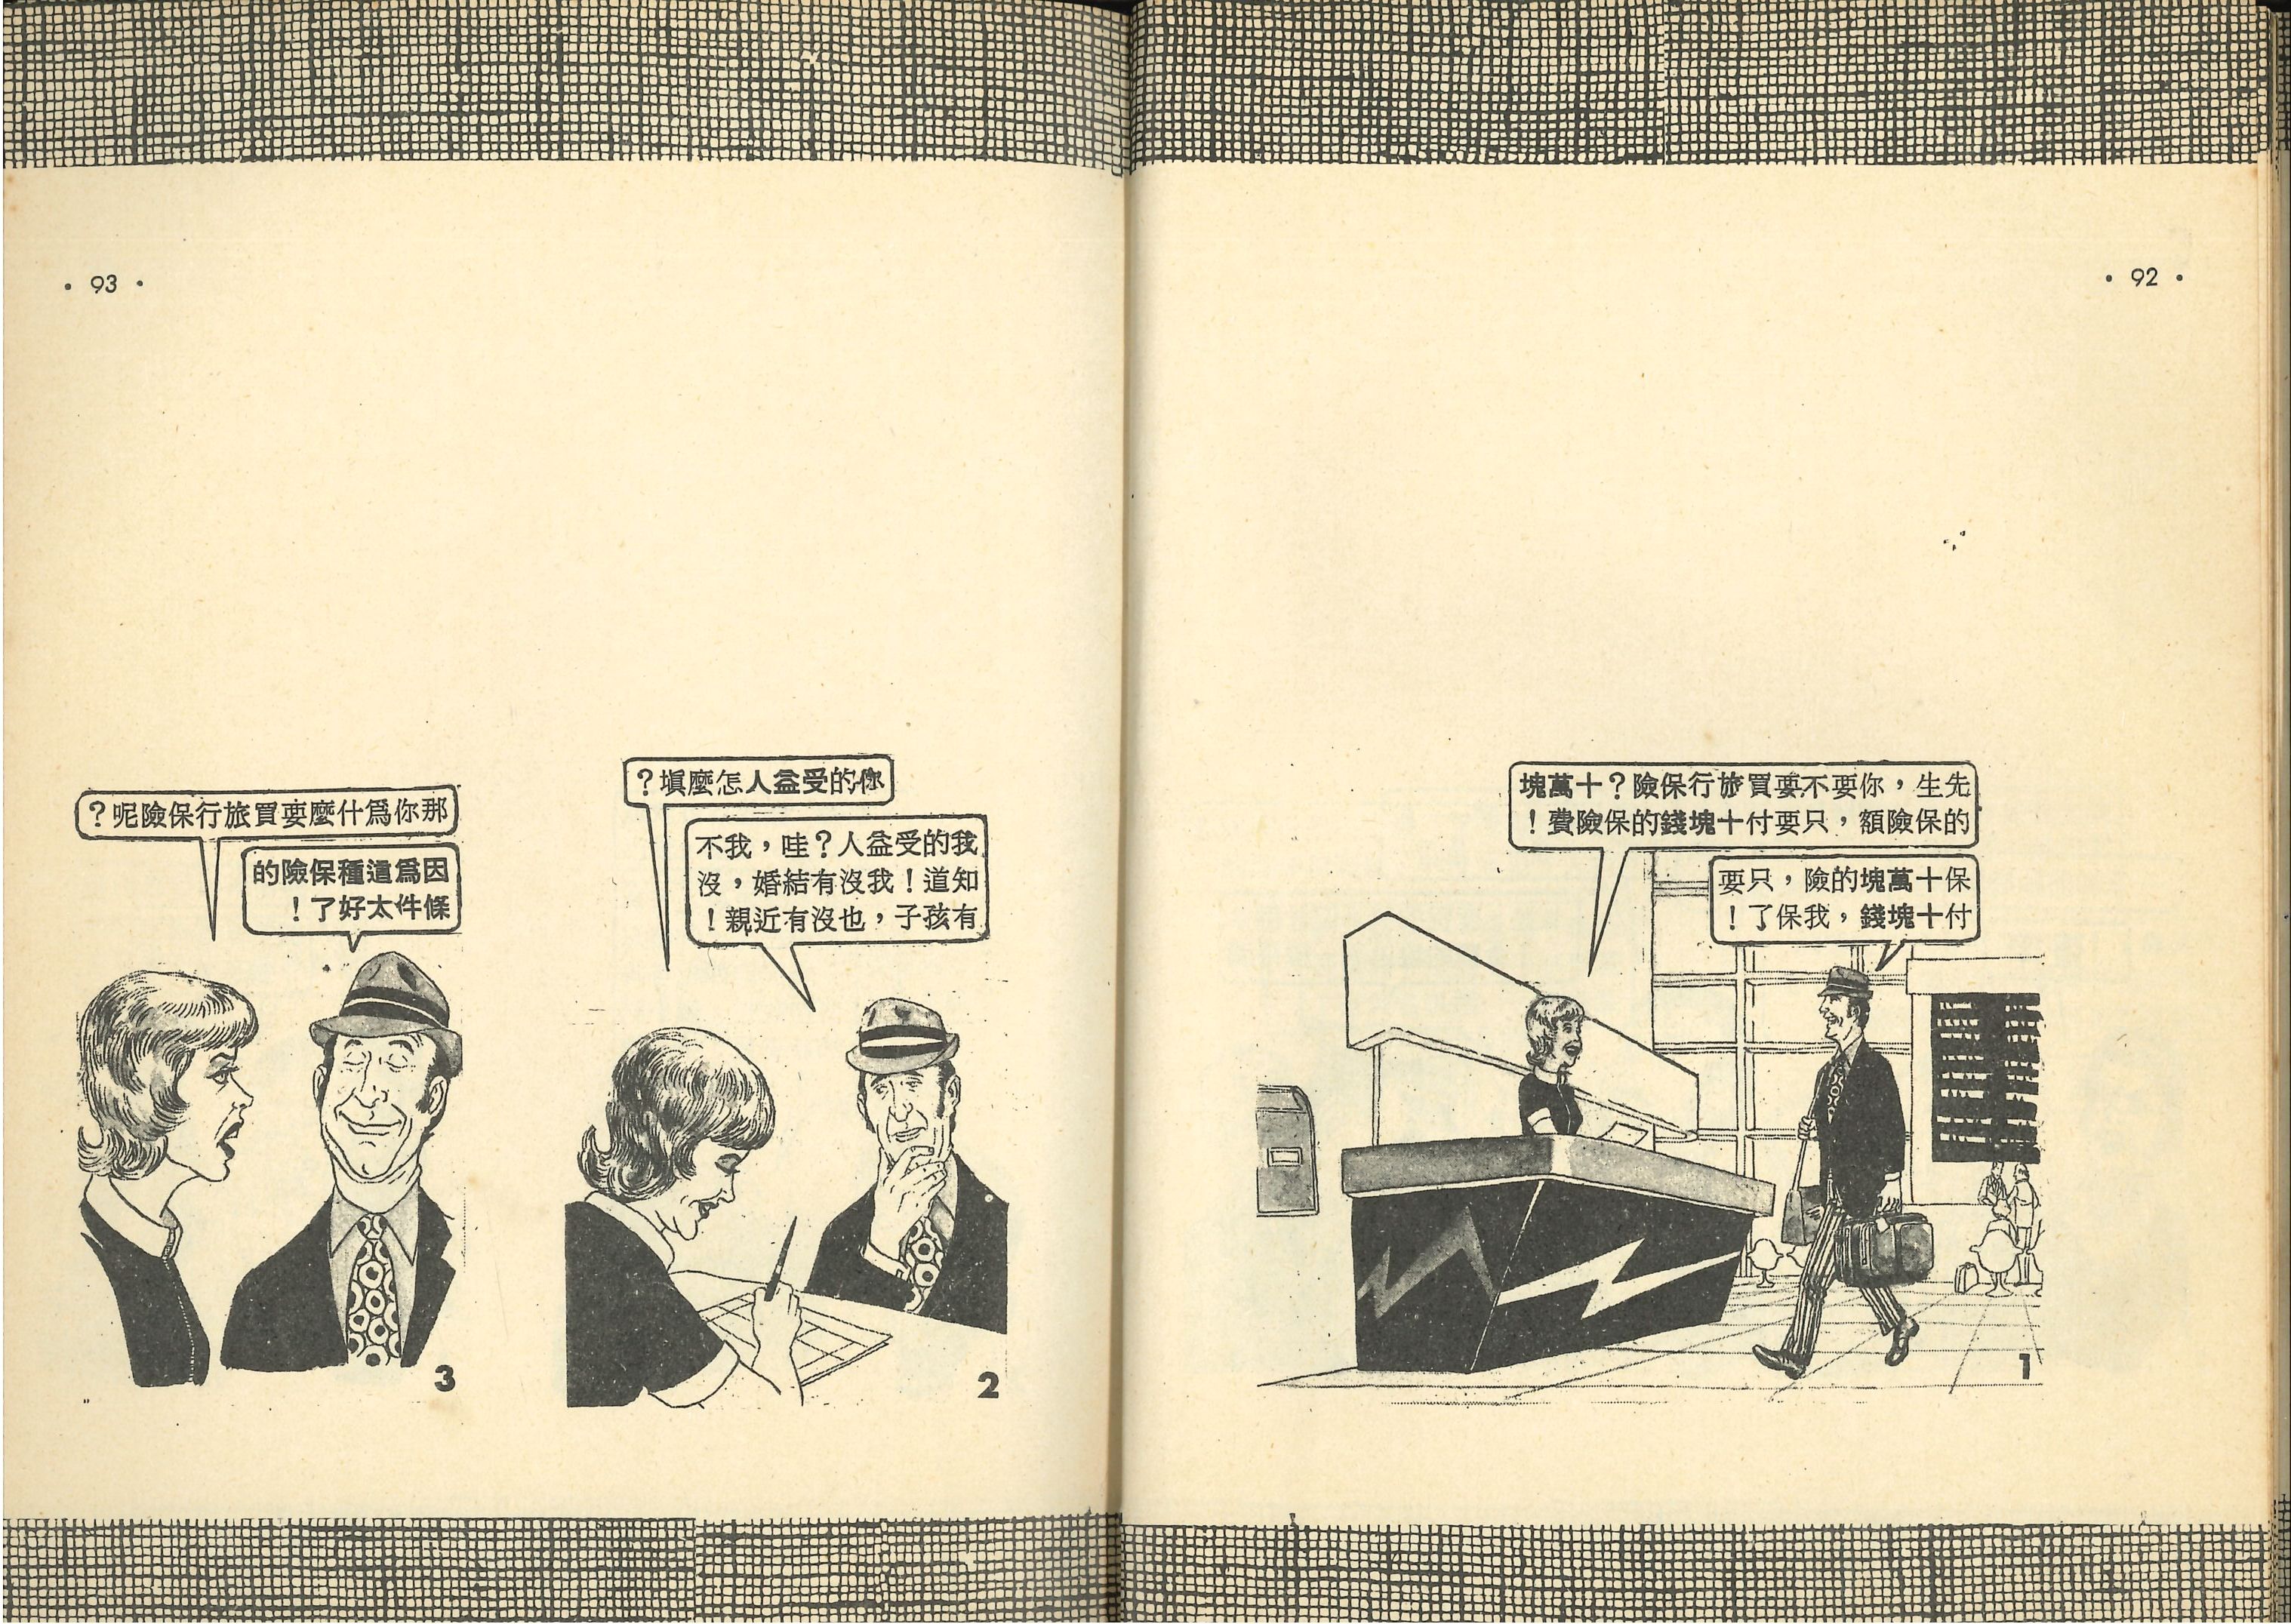 • 92 •
先生，你要不要買旅行保險？十萬塊
的保險額，只要付十塊錢的保險費！
保十萬塊的險，只要
付十塊錢，我保了！
1
• 93 •
你的受益人怎麼塡？
我的受益人？哇，我不
知道！我沒有結婚，沒
有孩子，也沒有近親！
2
那你爲什麼要買旅行保險呢？
因爲這種保險的
條件太好了！
3